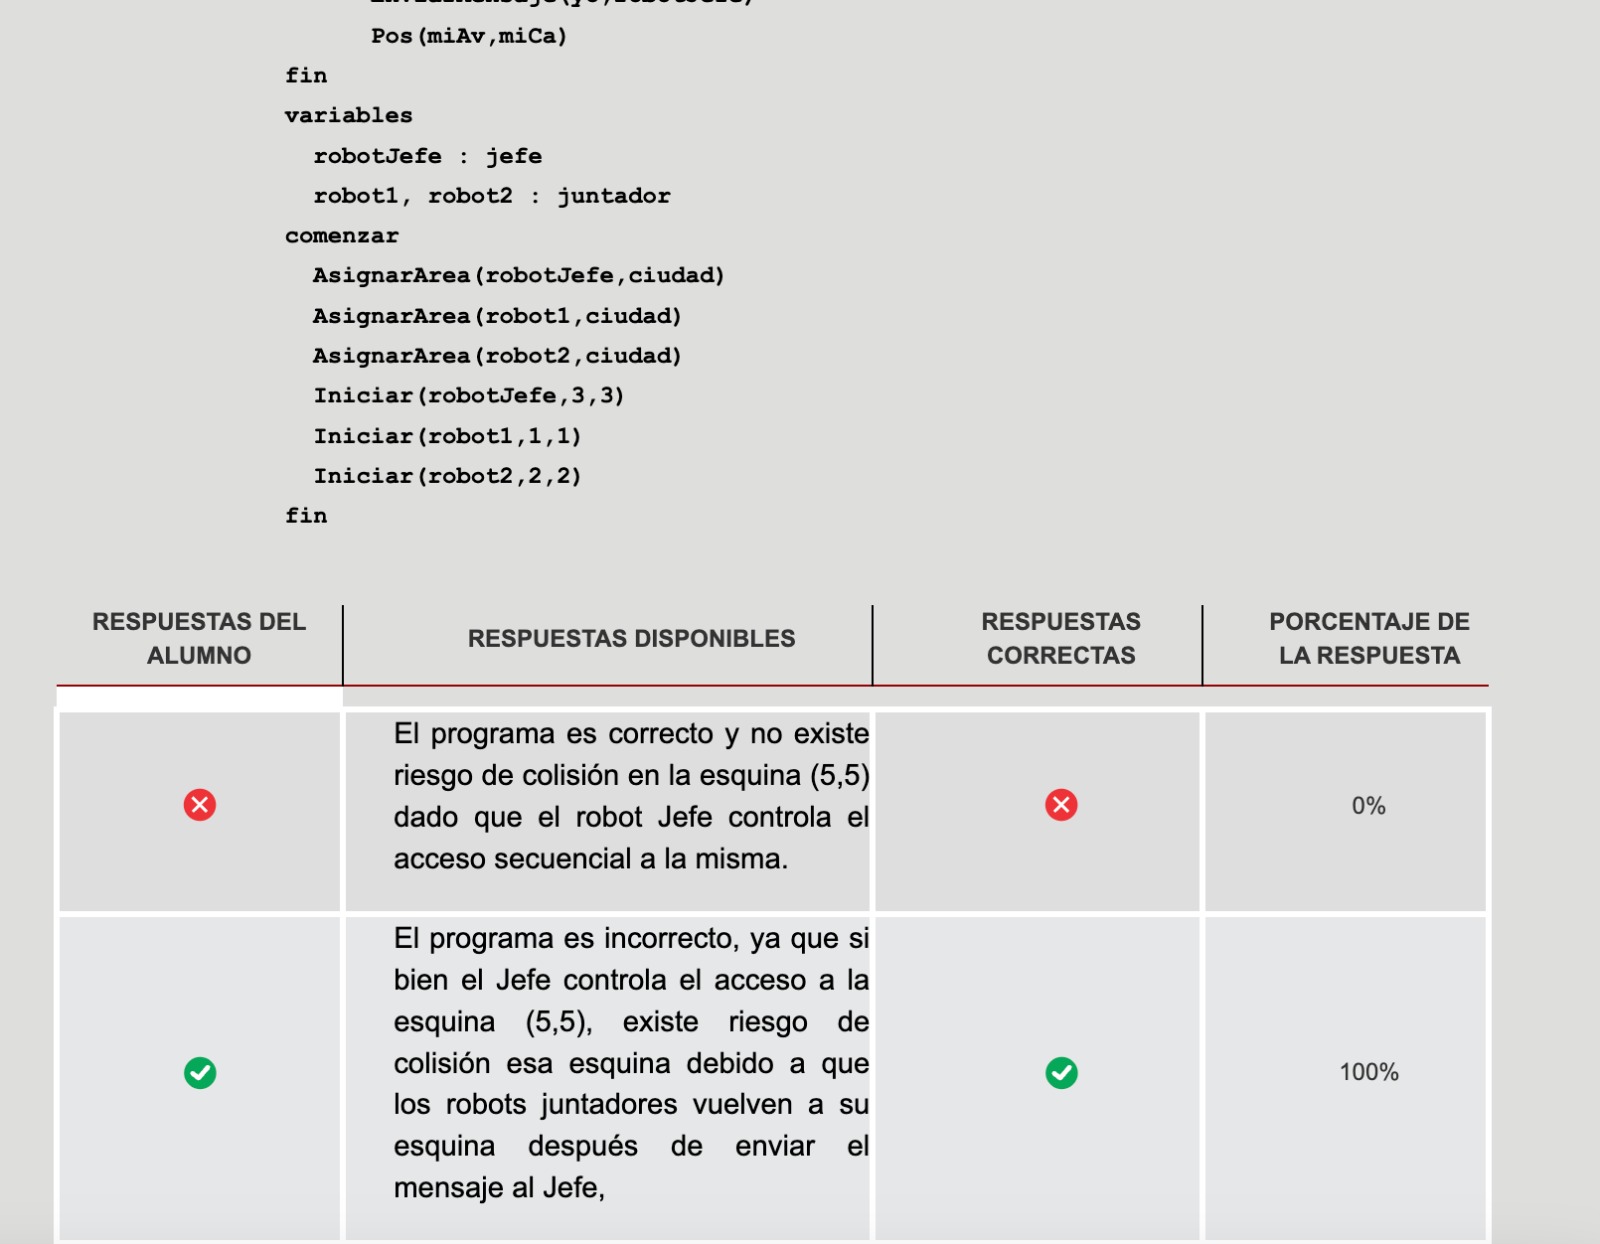 Pos(miAv,miCa)
fin
variables
robotJefe : jefe
robot1, robot2 : juntador
comenzar
AsignarArea(robotJefe,ciudad)
AsignarArea(robot1,ciudad)
AsignarArea(robot2,ciudad)
Iniciar(robotJefe,3,3)
Iniciar(robot1,1,1)
Iniciar(robot2,2,2)
fin
RESPUESTAS DEL
ALUMNO
RESPUESTAS DISPONIBLES
RESPUESTAS
CORRECTAS
PORCENTAJE DE
LA RESPUESTA
El programa es correcto y no existe
riesgo de colisión en la esquina (5,5)
dado que el robot Jefe controla el
acceso secuencial a la misma.
0%
El programa es incorrecto, ya que si
bien el Jefe controla el acceso a la
esquina (5,5), existe riesgo de
colisión esa esquina debido a que
los robots juntadores vuelven a su
esquina después de enviar el
mensaje al Jefe,
100%